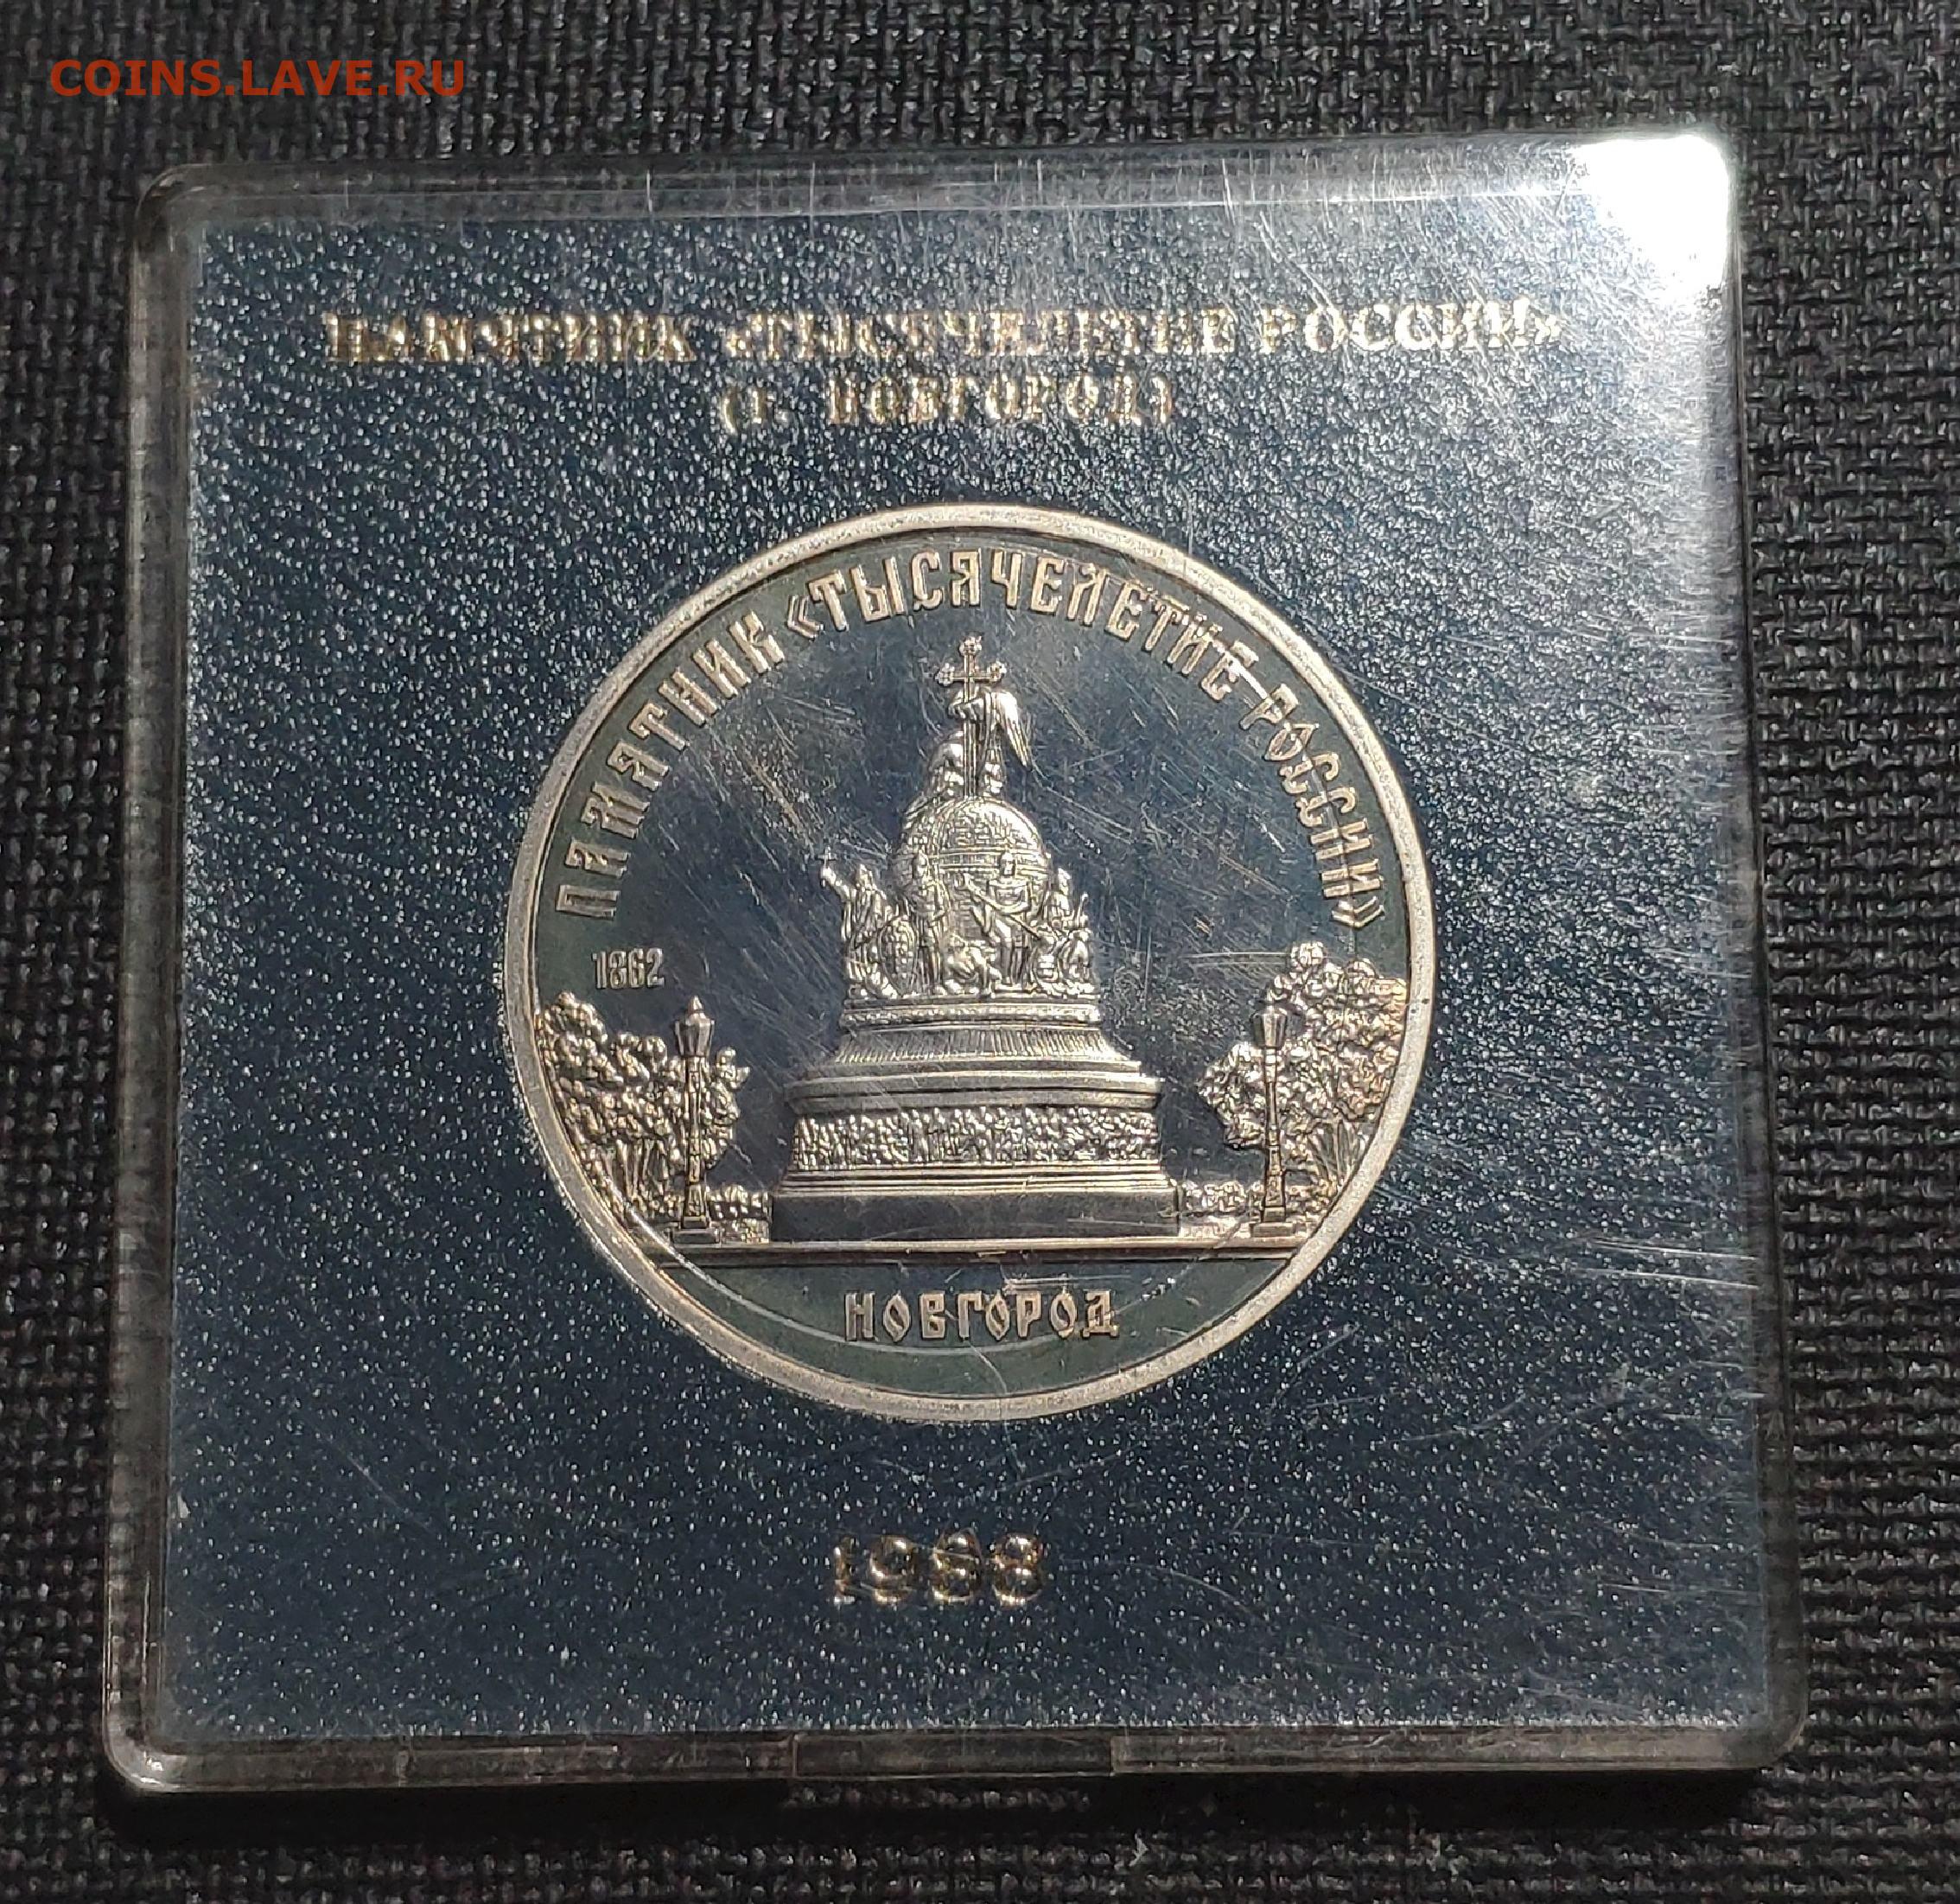 COINS.LAVE.RU
ПАМЯТНИК «ТЫСЯЧЕЛЕТИЕ РОССИИ»
(г. НОВГОРОД)
ПАМЯТНИК «ТЫСЯЧЕЛЕТИЕ РОССИИ»
1862
НОВГОРОД
1988